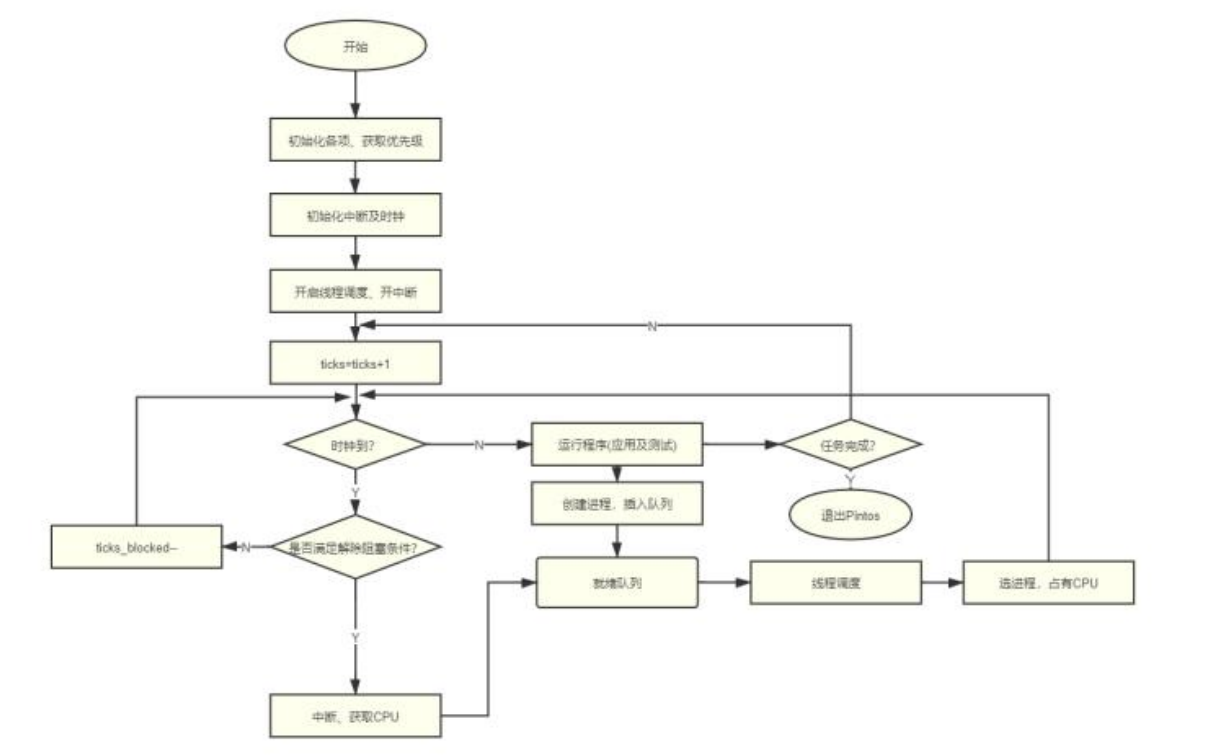 开始
初始化各项、获取优先级
初始化中断及时钟
开启线程调度、开中断
N
ticks=ticks+1
时钟到?
N
运行程序(应用及测试)
任务完成?
Y
Y
创建进程，插入队列
退出Pintos
ticks_blocked--
N
是否满足解除阻塞条件?
就绪队列
线程调度
选进程，占有CPU
Y
中断、获取CPU